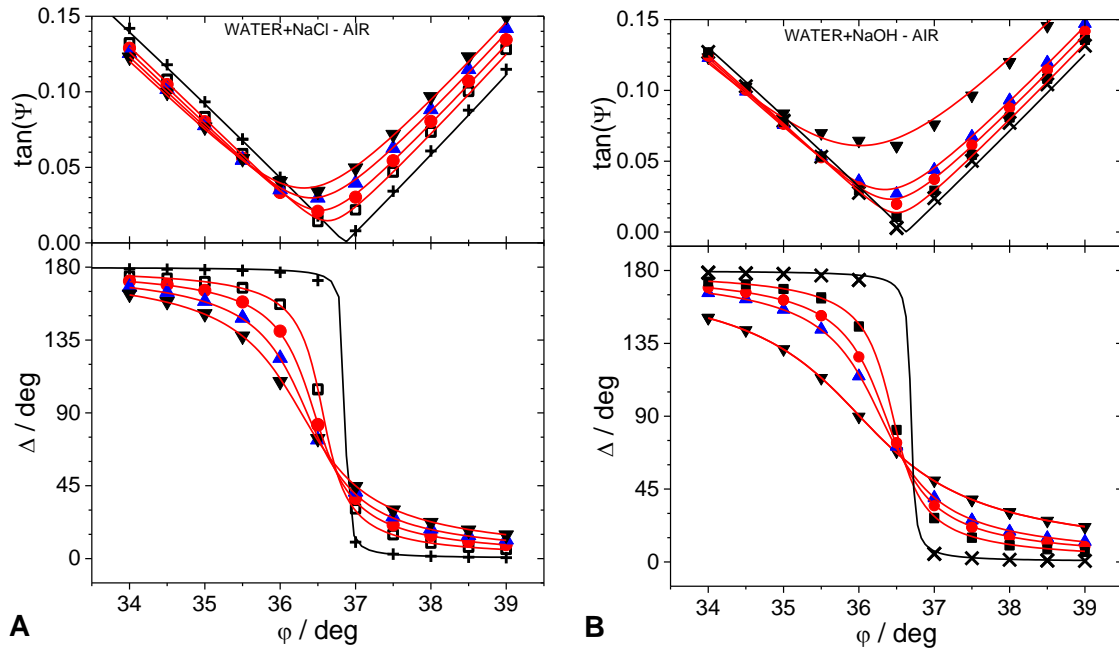 WATER+NaCl - AIR
tan(Ψ)
0.15
0.10
0.05
0.00
Δ / deg
180
135
90
45
0
34 35 36 37 38 39
φ / deg
A
WATER+NaOH - AIR
tan(Ψ)
0.15
0.10
0.05
0.00
Δ / deg
180
135
90
45
0
34 35 36 37 38 39
φ / deg
B